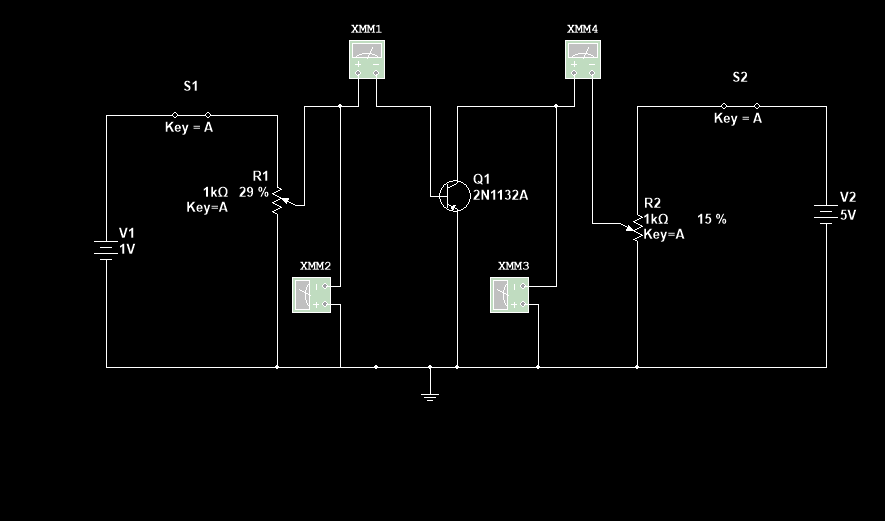 XMM1
XMM4
S1
Key = A
S2
Key = A
R1
1kΩ 29 %
Key=A
Q1
2N1132A
R2
1kΩ 15 %
Key=A
V2
5V
V1
1V
XMM2
XMM3